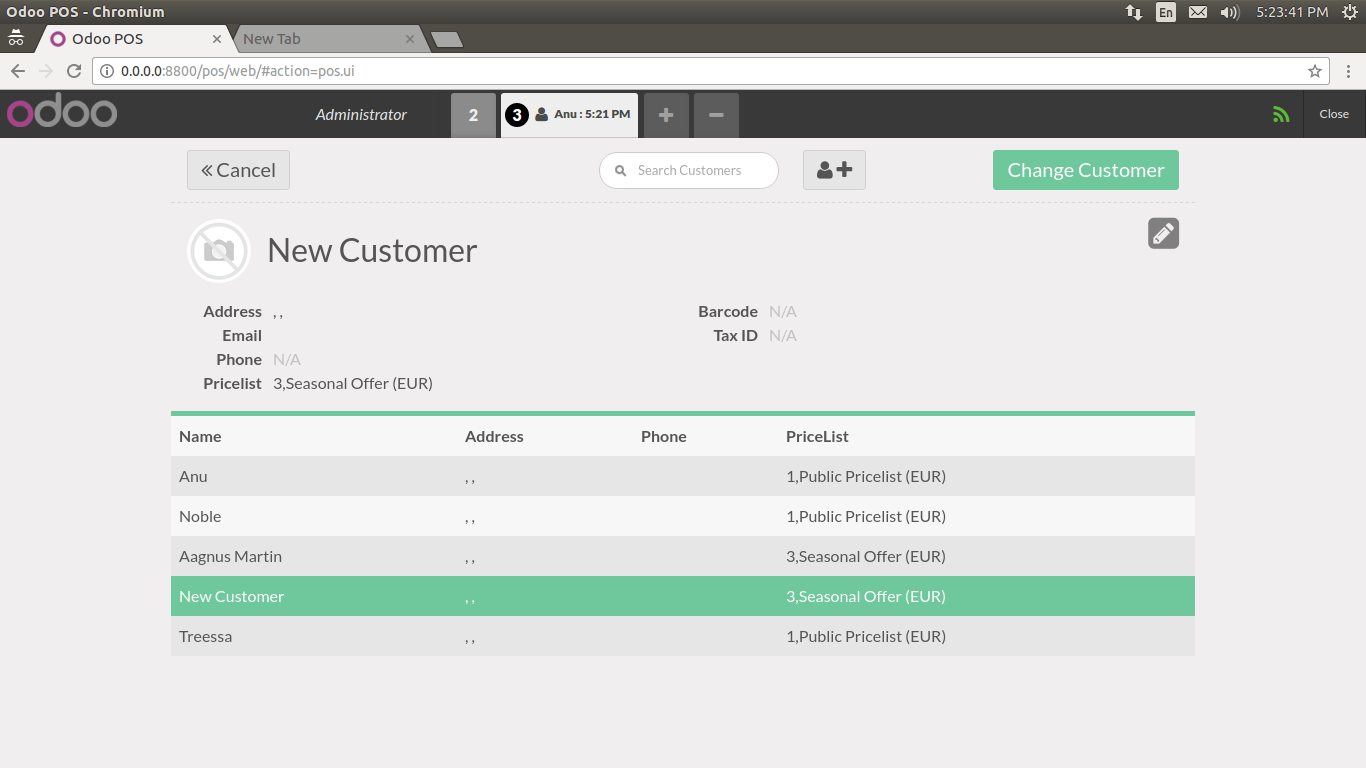 Odoo POS - Chromium En 5:23:41 PM
Odoo POS New Tab
0.0.0.0:8800/pos/web/#action=pos.ui
odoo Administrator 2 3 Anu : 5:21 PM Close
Cancel Search Customers Change Customer
New Customer
Address , , Barcode N/A
Email Tax ID N/A
Phone N/A
Pricelist 3,Seasonal Offer (EUR)
Name Address Phone PriceList
Anu , , 1,Public Pricelist (EUR)
Noble , , 1,Public Pricelist (EUR)
Aagnus Martin , , 3,Seasonal Offer (EUR)
New Customer , , 3,Seasonal Offer (EUR)
Treessa , , 1,Public Pricelist (EUR)